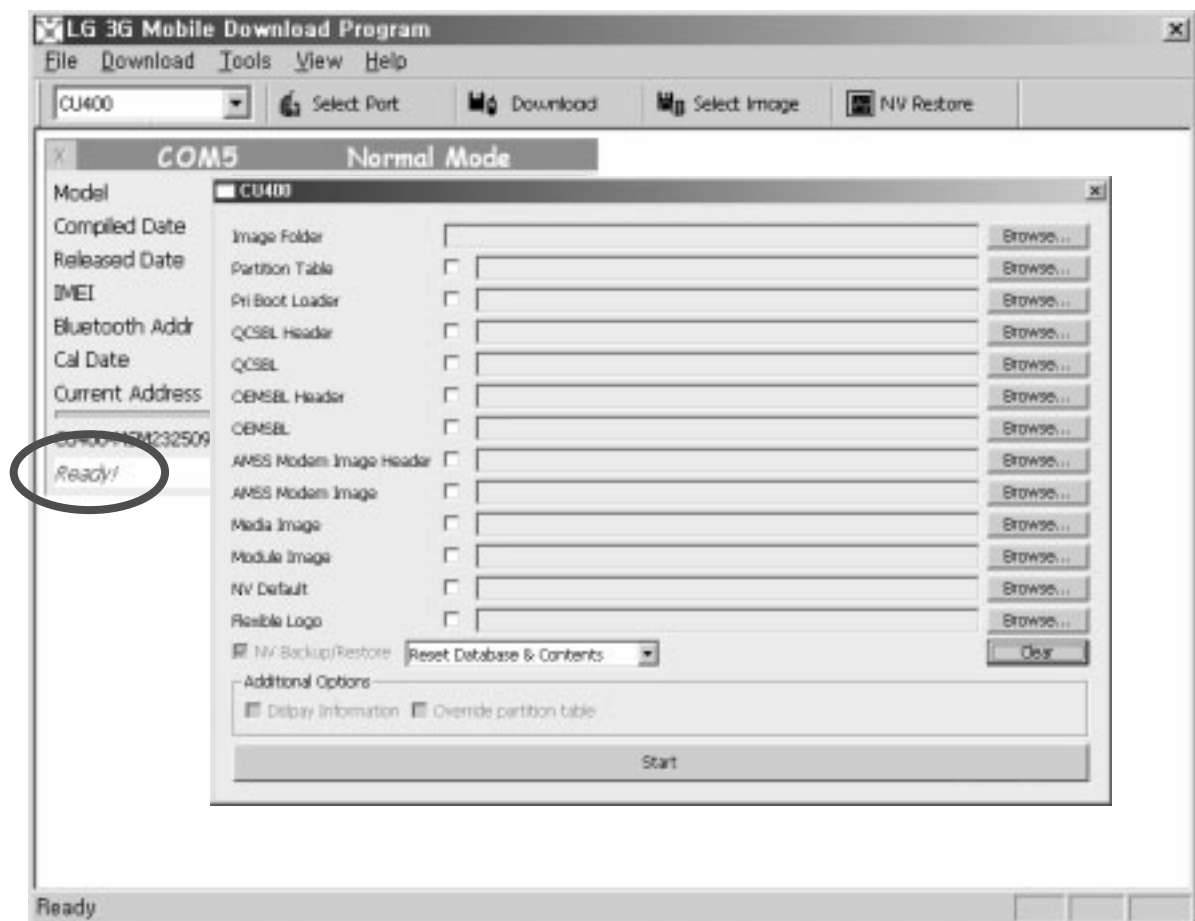 LG 3G Mobile Download Program
File Download Tools View Help
CU400 Select Port Download Select Image NV Restore
X COM5 Normal Mode
Model
Compiled Date
Released Date
IMEI
Bluetooth Addr
Cal Date
Current Address
Ready!
CU400
Image Folder Browse...
Partition Table Browse...
Pri Boot Loader Browse...
QCSBL Header Browse...
QCSBL Browse...
OEMSBL Header Browse...
OEMSBL Browse...
AMSS Modem Image Header Browse...
AMSS Modem Image Browse...
Media Image Browse...
Module Image Browse...
NV Default Browse...
Flexible Logo Browse...
NV Backup/Restore Reset Database & Contents Clear
Additional Options
Dislpay Information Override partition table
Start
Ready